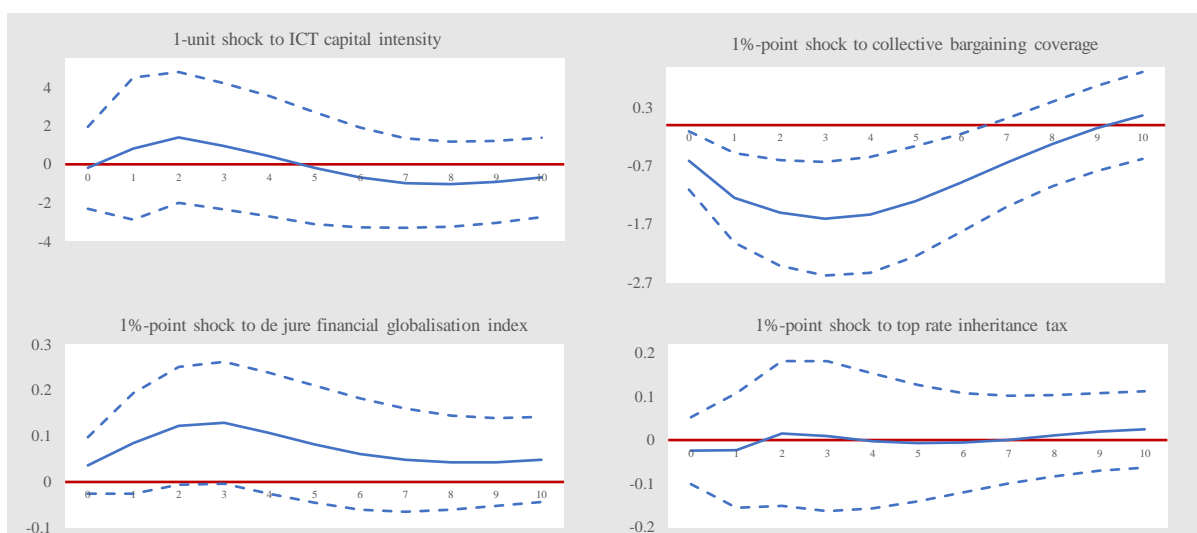 1-unit shock to ICT capital intensity
4
2
0
-2
-4
0 1 2 3 4 5 6 7 8 9 10
1%-point shock to collective bargaining coverage
0.3
-0.7
-1.7
-2.7
0 1 2 3 4 5 6 7 8 9 10
1%-point shock to de jure financial globalisation index
0.3
0.2
0.1
0
-0.1
0 1 2 3 4 5 6 7 8 9 10
1%-point shock to top rate inheritance tax
0.2
0.1
0
-0.1
-0.2
0 1 2 3 4 5 6 7 8 9 10